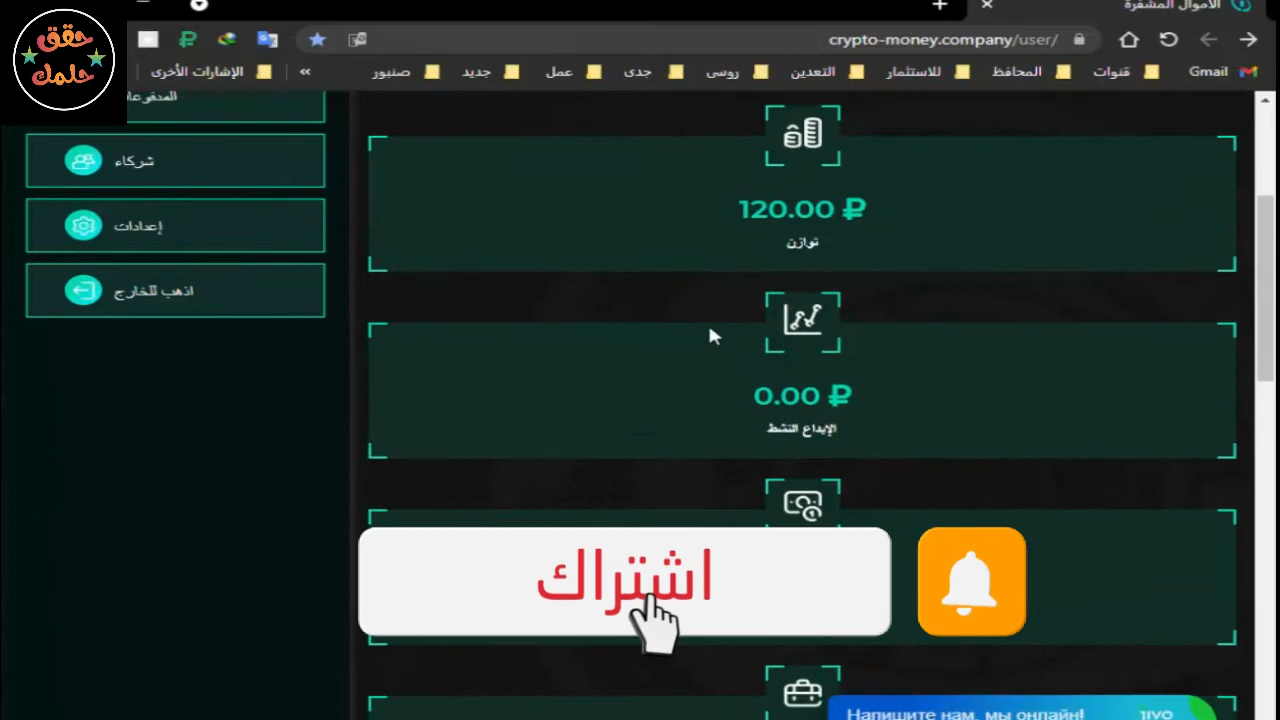 حقق
حلمك
الأموال المشفرة
crypto-money.company/user/
Gmail
قنوات
المحافظ
للاستثمار
التعدين
روسى
جدى
جديد
عمل
صنبور
الإشارات الأخرى
شركاء
إعدادات
اذهب للخارج
120.00 ₽
توازن
0.00 ₽
الإيداع النشط
اشتراك
Напишите нам, мы онлайн!
jivo